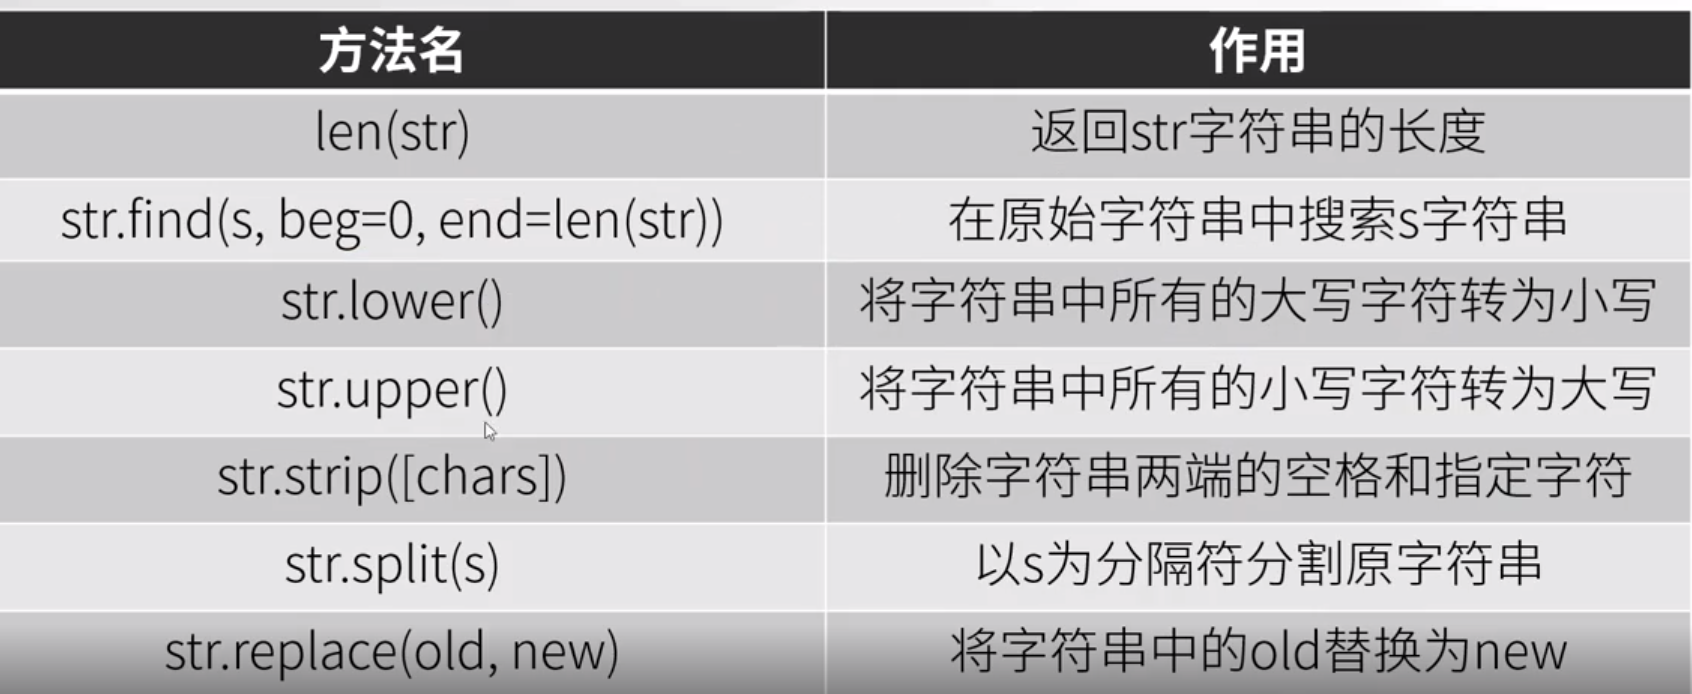 方法名 作用
len(str) 返回str字符串的长度
str.find(s, beg=0, end=len(str)) 在原始字符串中搜索s字符串
str.lower() 将字符串中所有的大写字符转为小写
str.upper() 将字符串中所有的小写字符转为大写
str.strip([chars]) 删除字符串两端的空格和指定字符
str.split(s) 以s为分隔符分割原字符串
str.replace(old, new) 将字符串中的old替换为new